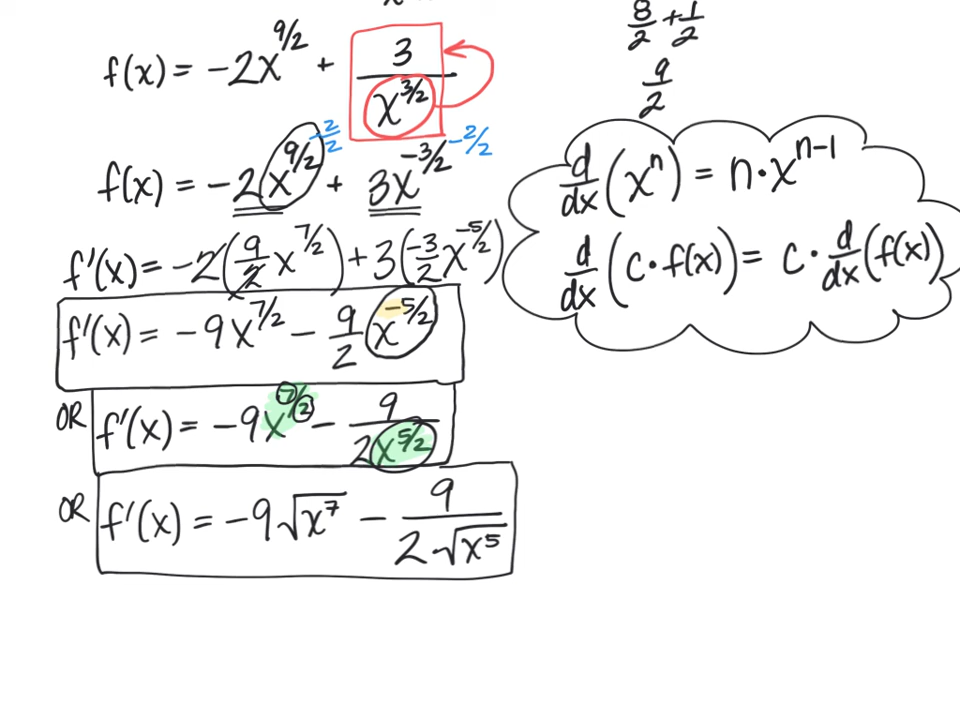 8/2 + 1/2
9/2
f(x) = -2x^(9/2) + 3/x^(3/2)
f(x) = -2x^(9/2 - 2/2) + 3x^(-3/2 - 2/2)
f'(x) = -2(9/2 x^(7/2)) + 3(-3/2 x^(-5/2))
f'(x) = -9x^(7/2) - 9/2 x^(-5/2)
OR f'(x) = -9x^(7/2) - 9/(2x^(5/2))
OR f'(x) = -9√(x^7) - 9/(2·√(x^5))
d/dx (x^n) = n·x^(n-1)
d/dx (c·f(x)) = c·d/dx (f(x))